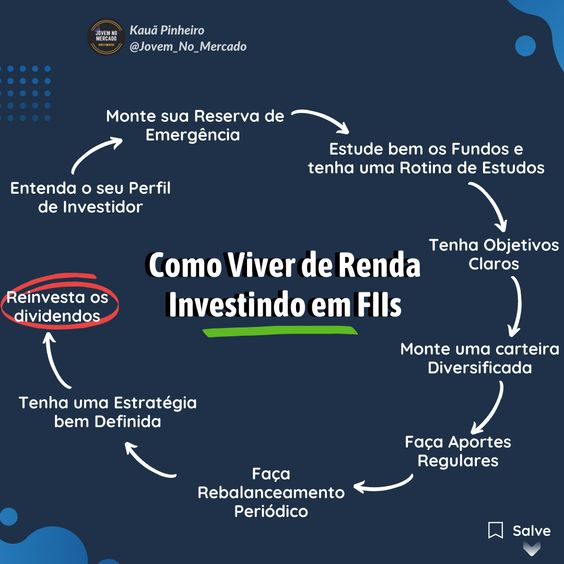 Kauã Pinheiro
@Jovem_No_Mercado
JOVEM NO
MERCADO
INVESTIMENTOS
Monte sua Reserva de
Emergência
Estude bem os Fundos e
tenha uma Rotina de Estudos
Entenda o seu Perfil
de Investidor
Tenha Objetivos
Claros
Como Viver de Renda
Investindo em FIIs
Reinvesta os
dividendos
Monte uma carteira
Diversificada
Tenha uma Estratégia
bem Definida
Faça Aportes
Regulares
Faça
Rebalanceamento
Periódico
Salve